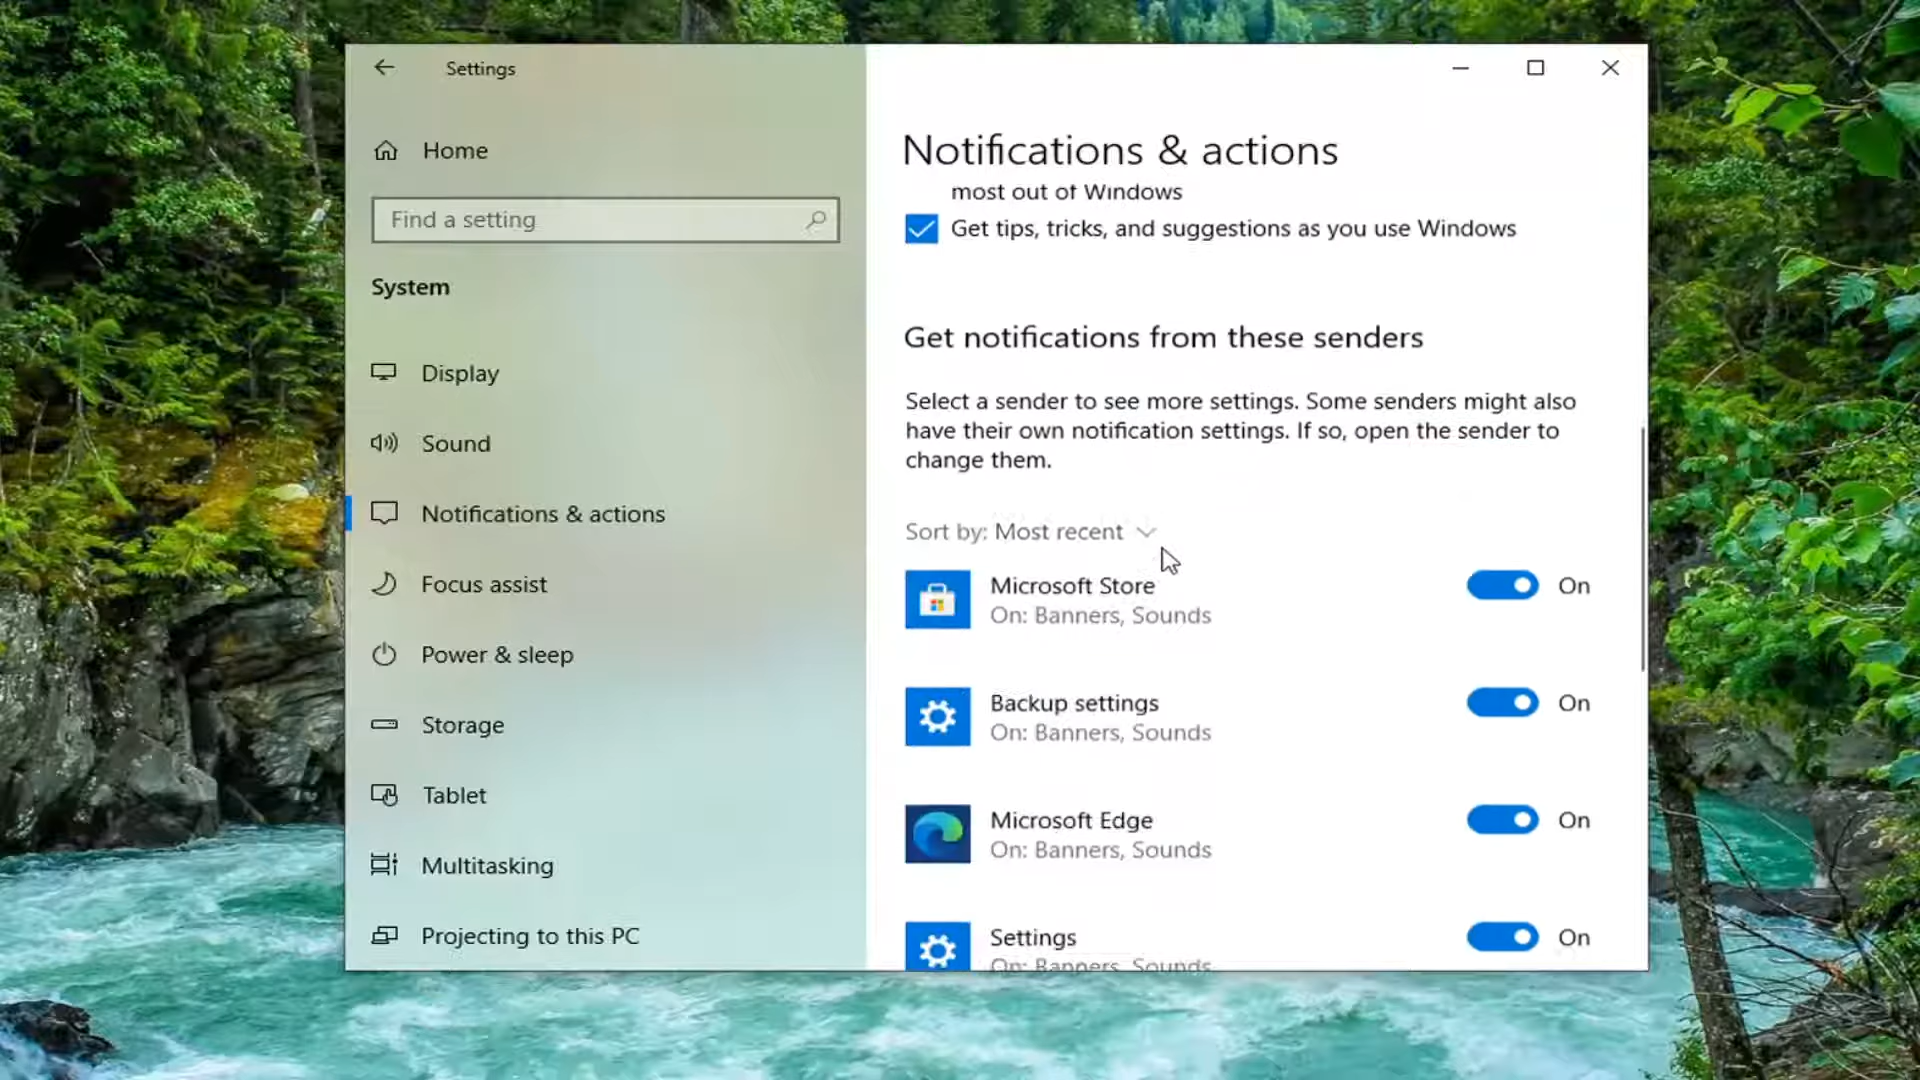 Settings
Home
Find a setting
System
Display
Sound
Notifications & actions
Focus assist
Power & sleep
Storage
Tablet
Multitasking
Projecting to this PC
Notifications & actions
most out of Windows
Get tips, tricks, and suggestions as you use Windows
Get notifications from these senders
Select a sender to see more settings. Some senders might also
have their own notification settings. If so, open the sender to
change them.
Sort by: Most recent
Microsoft Store
On: Banners, Sounds
On
Backup settings
On: Banners, Sounds
On
Microsoft Edge
On: Banners, Sounds
On
Settings
On: Banners, Sounds
On